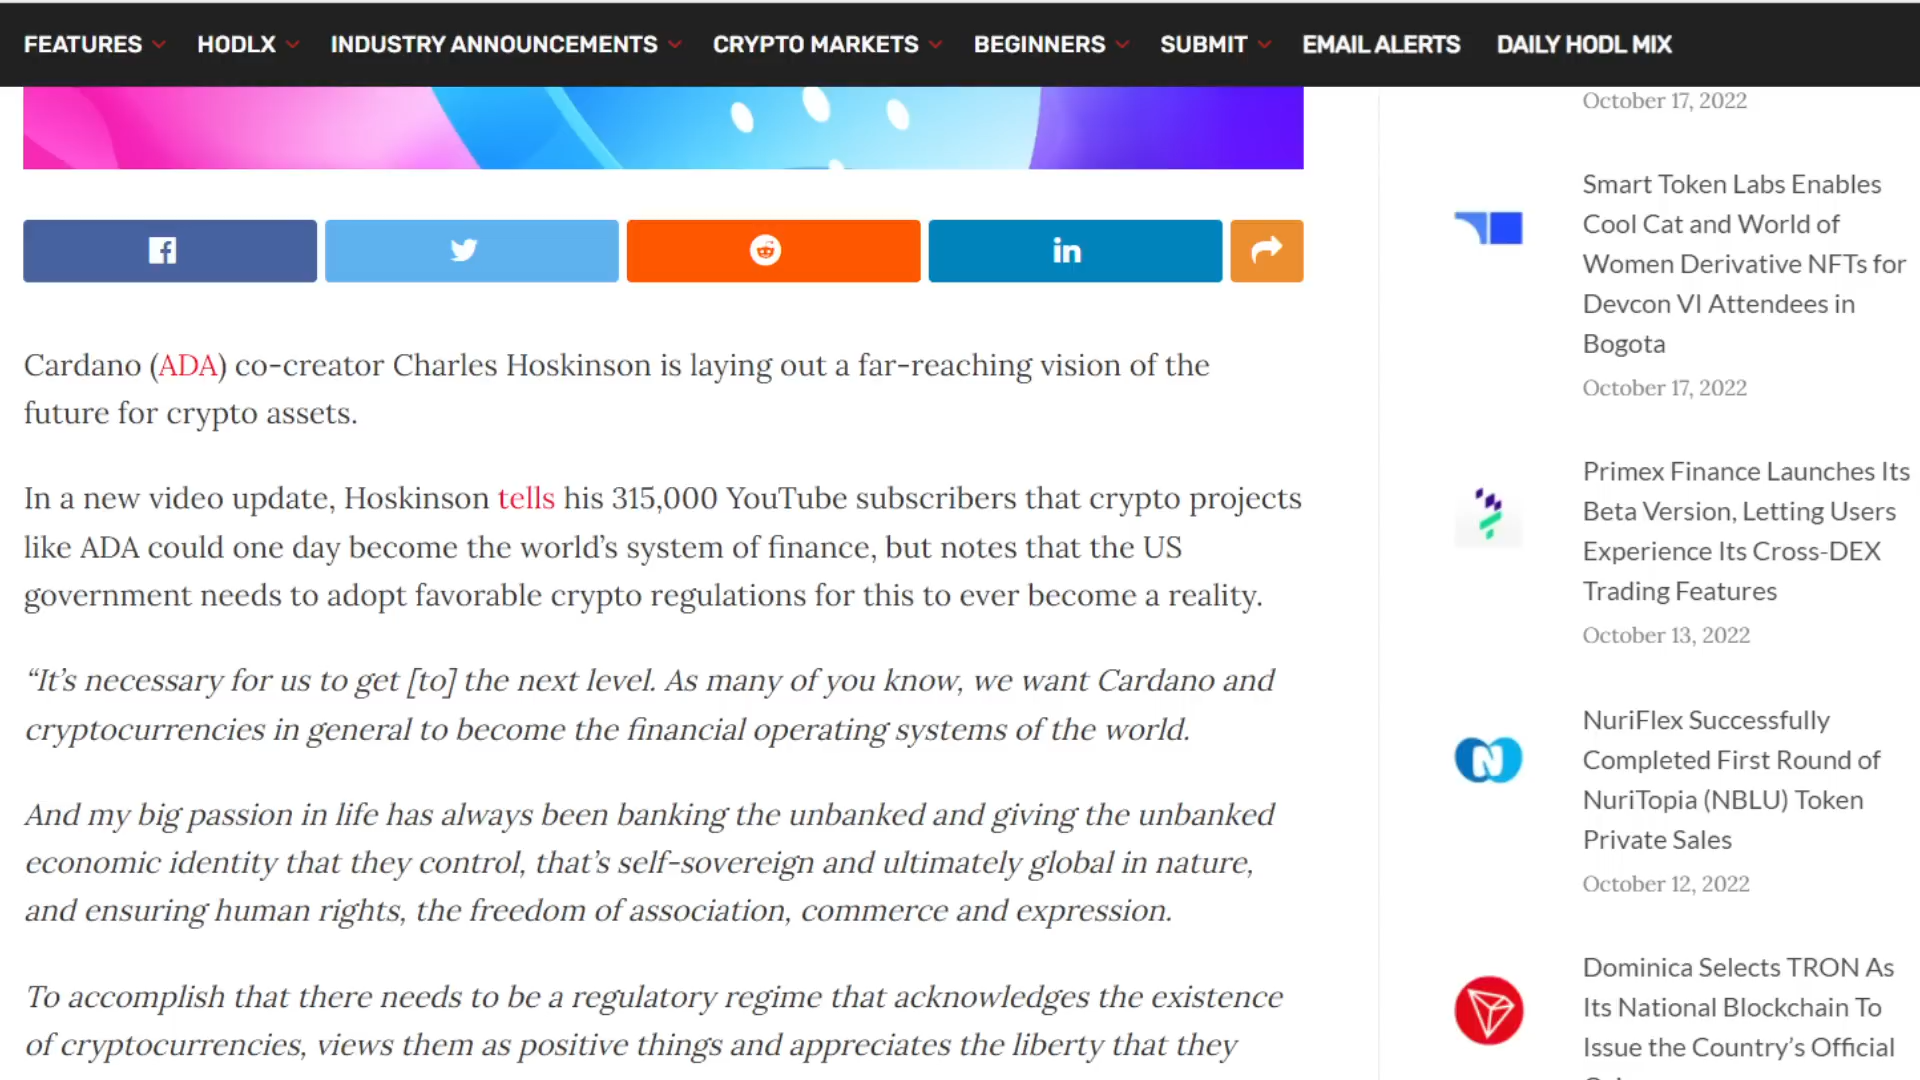 FEATURES HODLX INDUSTRY ANNOUNCEMENTS CRYPTO MARKETS BEGINNERS SUBMIT EMAIL ALERTS DAILY HODL MIX
in
Cardano (ADA) co-creator Charles Hoskinson is laying out a far-reaching vision of the
future for crypto assets.
In a new video update, Hoskinson tells his 315,000 YouTube subscribers that crypto projects
like ADA could one day become the world’s system of finance, but notes that the US
government needs to adopt favorable crypto regulations for this to ever become a reality.
“It’s necessary for us to get [to] the next level. As many of you know, we want Cardano and
cryptocurrencies in general to become the financial operating systems of the world.
And my big passion in life has always been banking the unbanked and giving the unbanked
economic identity that they control, that’s self-sovereign and ultimately global in nature,
and ensuring human rights, the freedom of association, commerce and expression.
To accomplish that there needs to be a regulatory regime that acknowledges the existence
of cryptocurrencies, views them as positive things and appreciates the liberty that they
October 17, 2022
Smart Token Labs Enables
Cool Cat and World of
Women Derivative NFTs for
Devcon VI Attendees in
Bogota
October 17, 2022
Primex Finance Launches Its
Beta Version, Letting Users
Experience Its Cross-DEX
Trading Features
October 13, 2022
N
NuriFlex Successfully
Completed First Round of
NuriTopia (NBLU) Token
Private Sales
October 12, 2022
Dominica Selects TRON As
Its National Blockchain To
Issue the Country’s Official